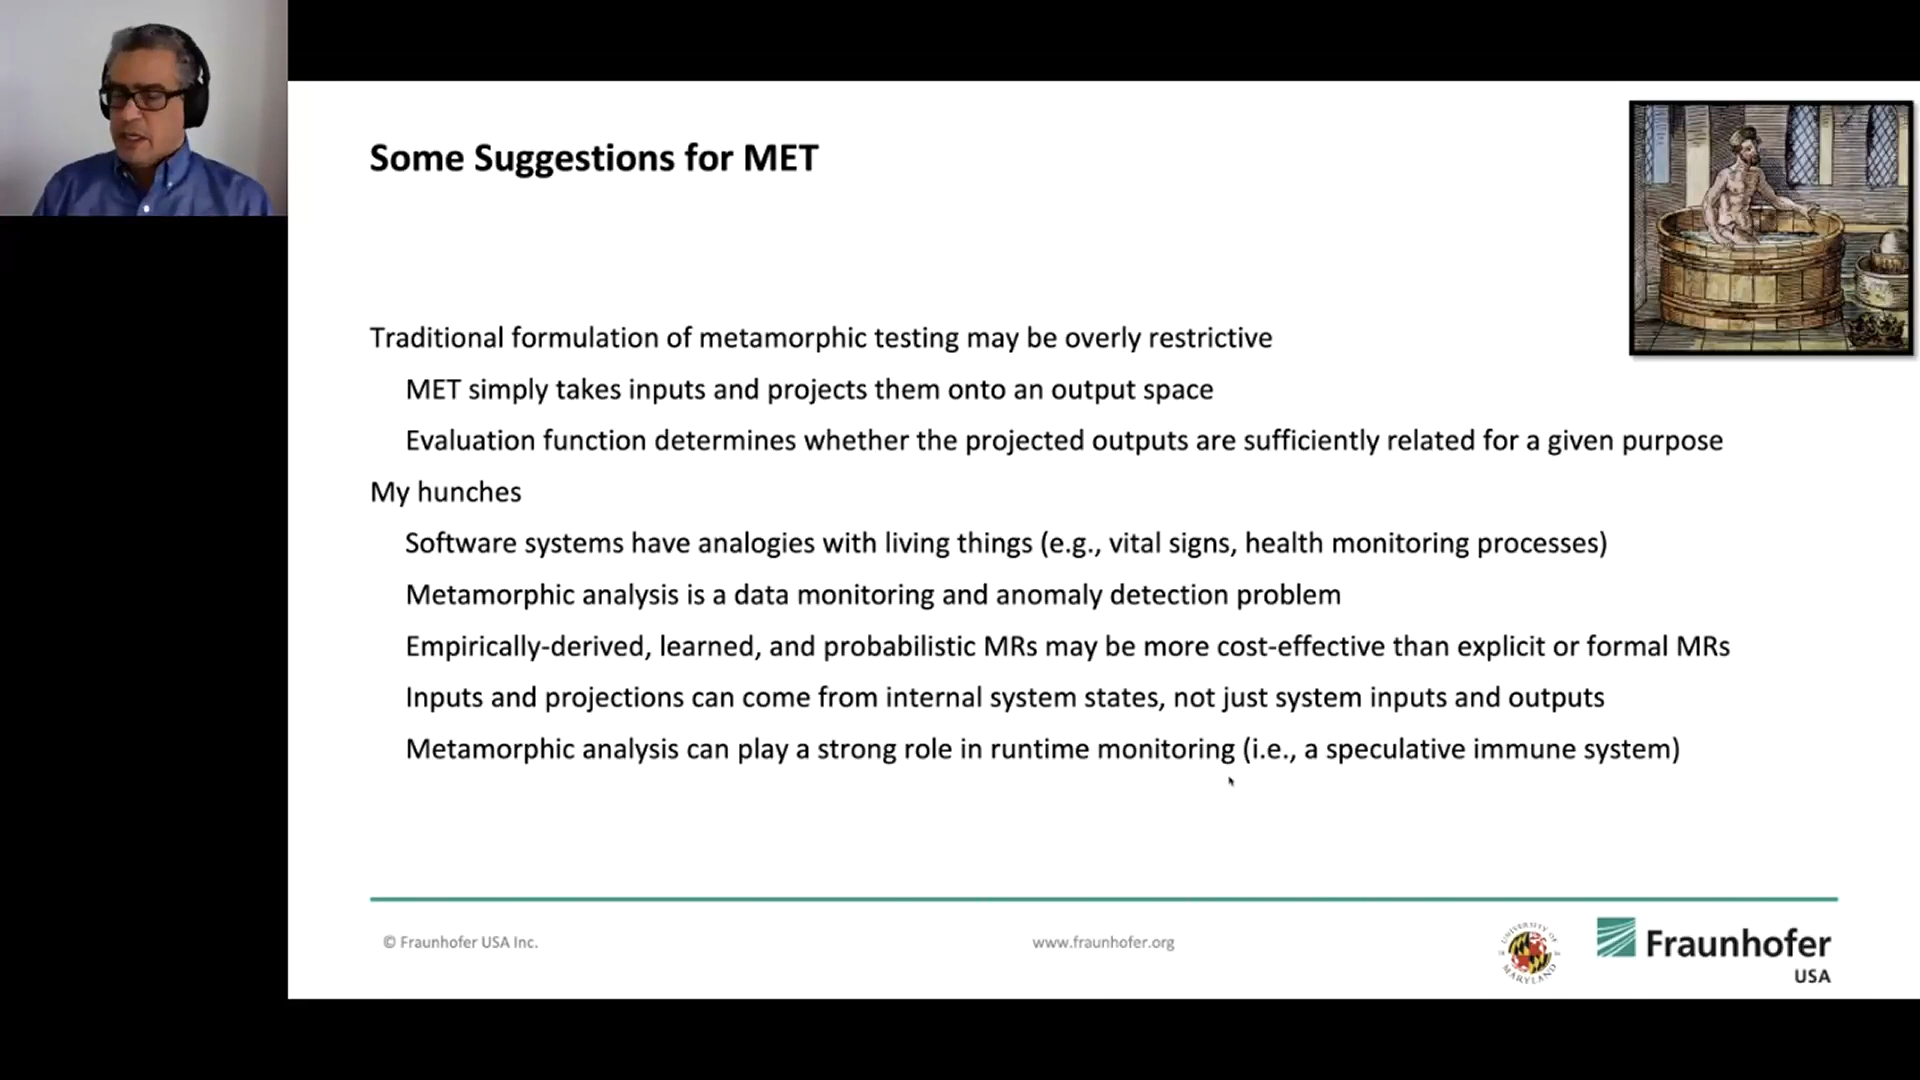 Some Suggestions for MET
Traditional formulation of metamorphic testing may be overly restrictive
MET simply takes inputs and projects them onto an output space
Evaluation function determines whether the projected outputs are sufficiently related for a given purpose
My hunches
Software systems have analogies with living things (e.g., vital signs, health monitoring processes)
Metamorphic analysis is a data monitoring and anomaly detection problem
Empirically-derived, learned, and probabilistic MRs may be more cost-effective than explicit or formal MRs
Inputs and projections can come from internal system states, not just system inputs and outputs
Metamorphic analysis can play a strong role in runtime monitoring (i.e., a speculative immune system)
© Fraunhofer USA Inc.
www.fraunhofer.org
UNIVERSITY OF
MARYLAND
Fraunhofer
USA